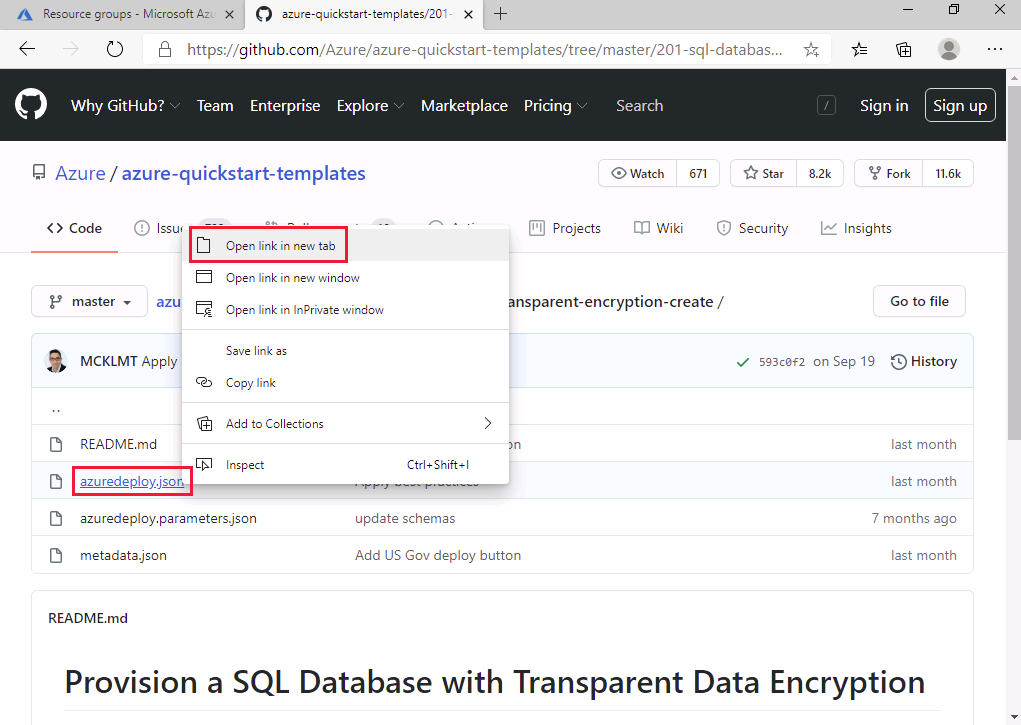 Resource groups - Microsoft Azu
azure-quickstart-templates/201-
https://github.com/Azure/azure-quickstart-templates/tree/master/201-sql-databas...
Why GitHub? Team Enterprise Explore Marketplace Pricing Search / Sign in Sign up
Azure / azure-quickstart-templates
Watch 671 Star 8.2k Fork 11.6k
Code Issu Projects Wiki Security Insights
Open link in new tab
Open link in new window
Open link in InPrivate window
Save link as
Copy link
Add to Collections
Inspect Ctrl+Shift+I
master azu ansparent-encryption-create / Go to file
MCKLMT Apply 593c0f2 on Sep 19 History
..
README.md on last month
azuredeploy.json Apply best practices last month
azuredeploy.parameters.json update schemas 7 months ago
metadata.json Add US Gov deploy button last month
README.md
Provision a SQL Database with Transparent Data Encryption